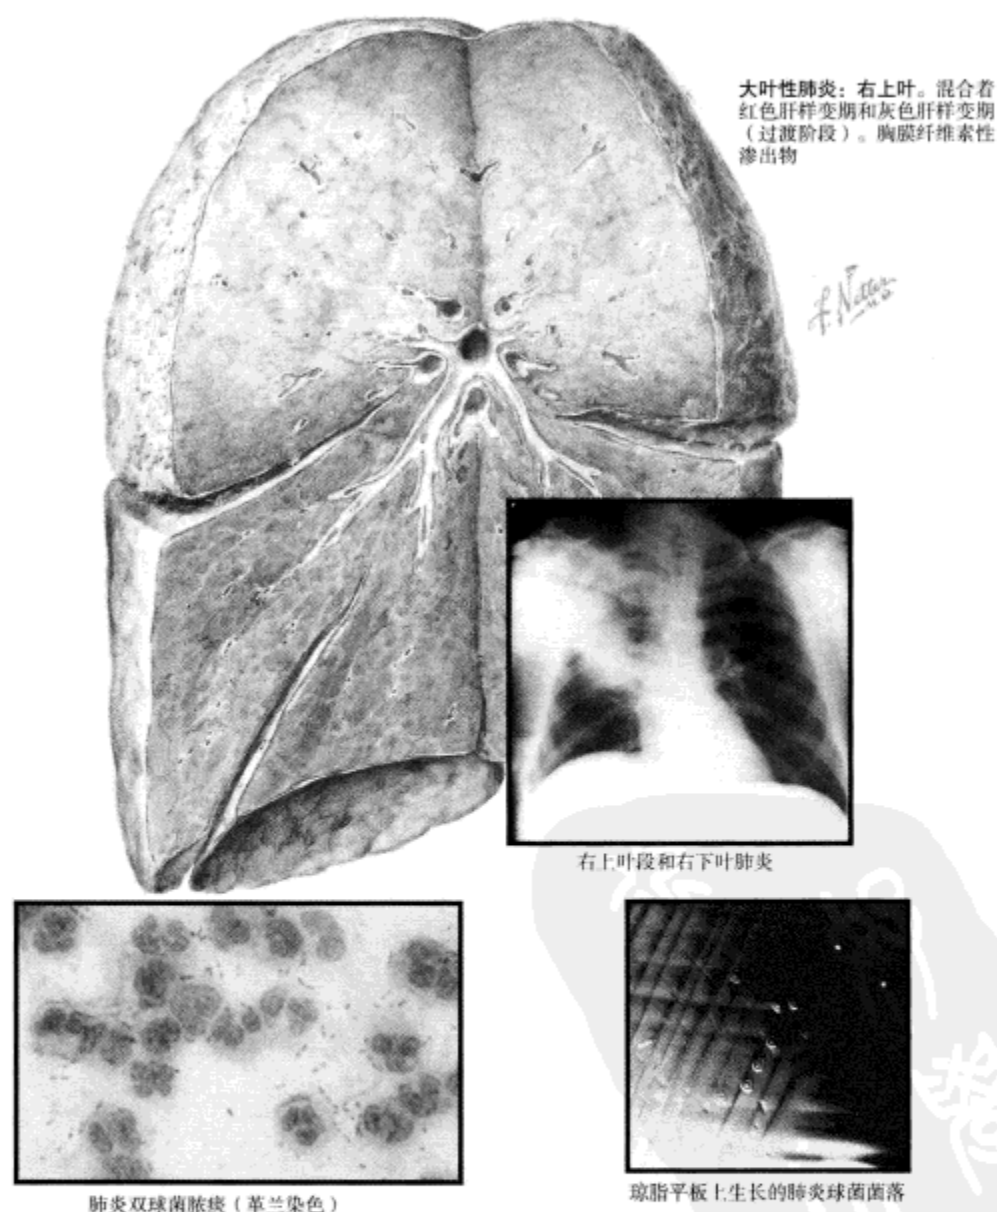 大叶性肺炎：右上叶。混合着
红色肝样变期和灰色肝样变期
（过渡阶段）。胸膜纤维素性
渗出物
F. Netter
M.D.
右上叶段和右下叶肺炎
肺炎双球菌脓痰（革兰染色）
琼脂平板上生长的肺炎球菌菌落